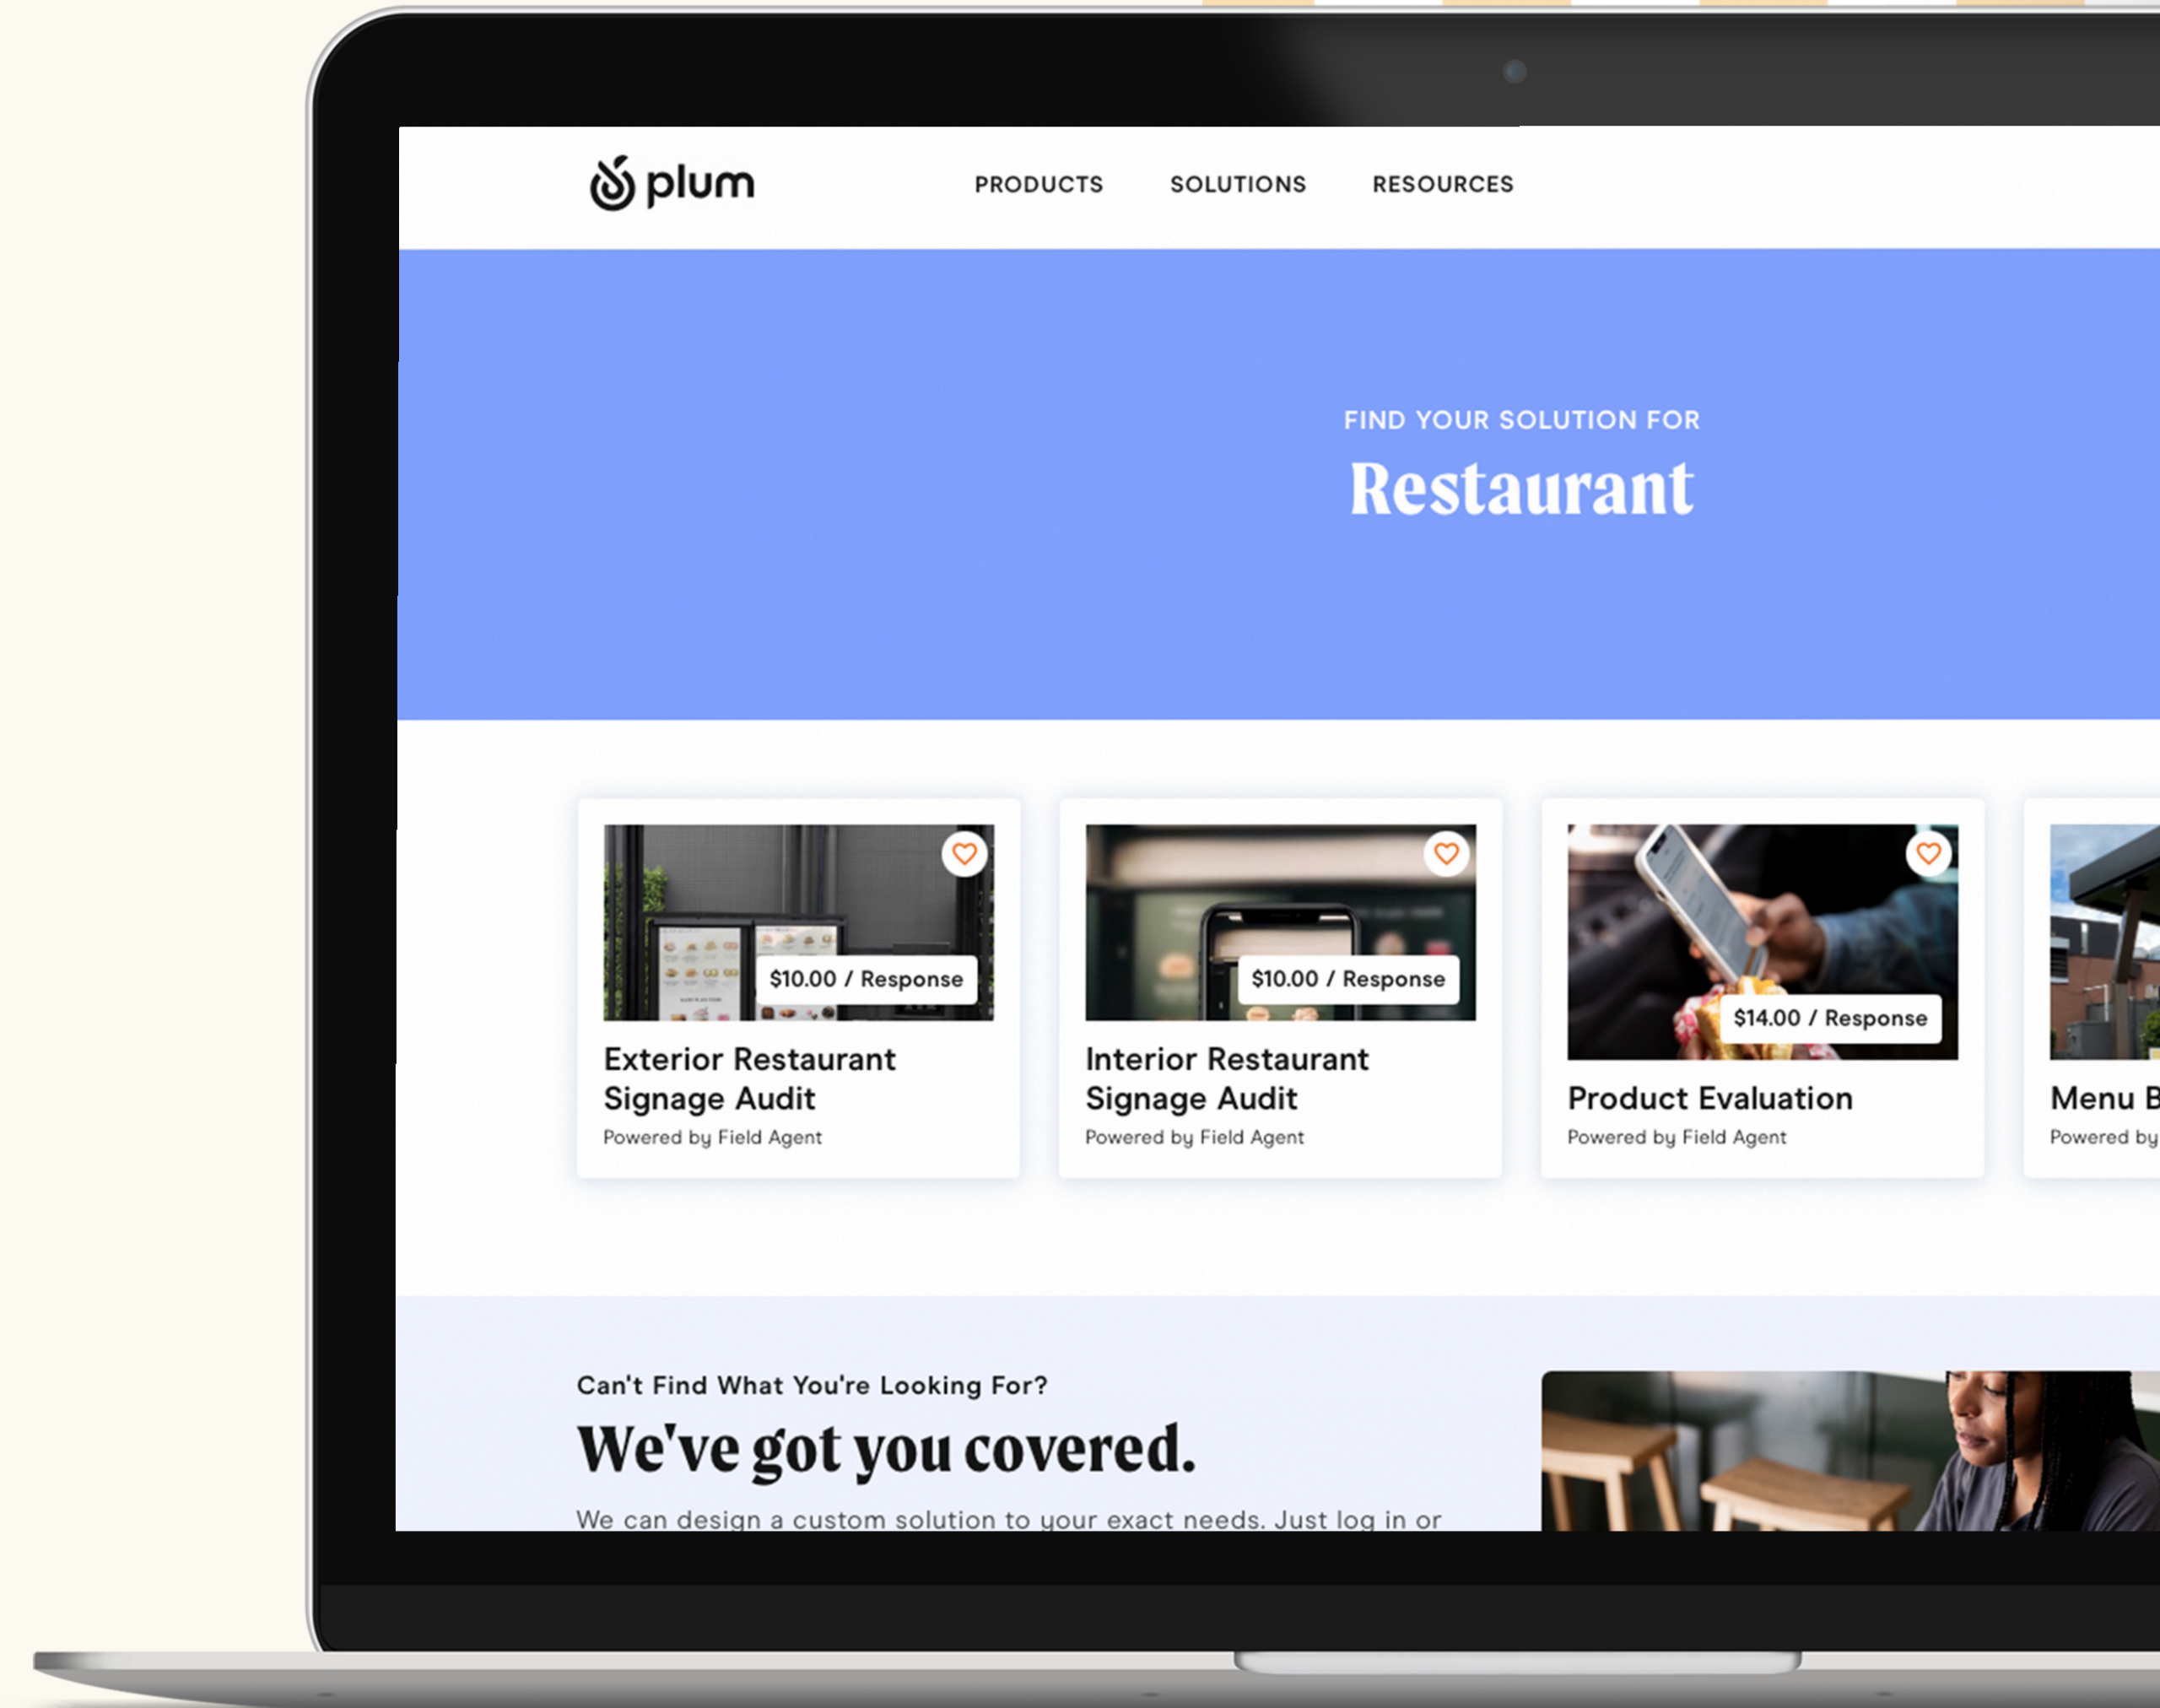 plum
PRODUCTS SOLUTIONS RESOURCES
FIND YOUR SOLUTION FOR
Restaurant
$10.00 / Response
Exterior Restaurant
Signage Audit
Powered by Field Agent
$10.00 / Response
Interior Restaurant
Signage Audit
Powered by Field Agent
$14.00 / Response
Product Evaluation
Powered by Field Agent
Menu B
Powered by
Can't Find What You're Looking For?
We've got you covered.
We can design a custom solution to your exact needs. Just log in or